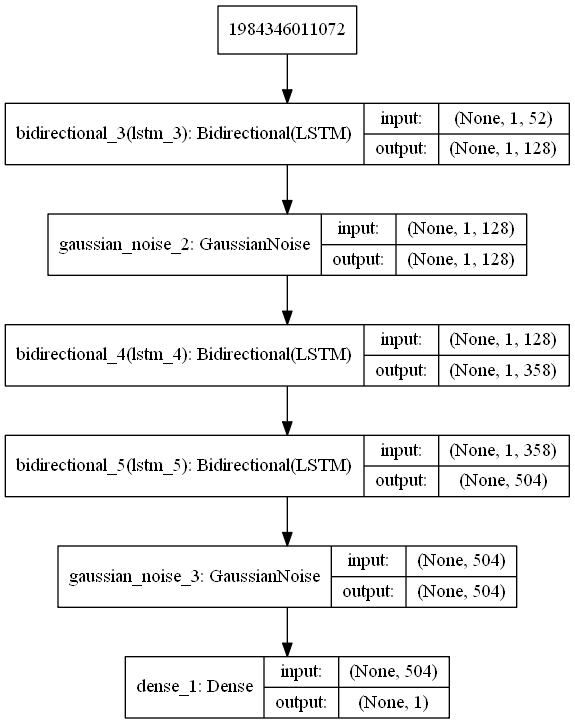 1984346011072
bidirectional_3(lstm_3): Bidirectional(LSTM)
input: (None, 1, 52)
output: (None, 1, 128)
gaussian_noise_2: GaussianNoise
input: (None, 1, 128)
output: (None, 1, 128)
bidirectional_4(lstm_4): Bidirectional(LSTM)
input: (None, 1, 128)
output: (None, 1, 358)
bidirectional_5(lstm_5): Bidirectional(LSTM)
input: (None, 1, 358)
output: (None, 504)
gaussian_noise_3: GaussianNoise
input: (None, 504)
output: (None, 504)
dense_1: Dense
input: (None, 504)
output: (None, 1)